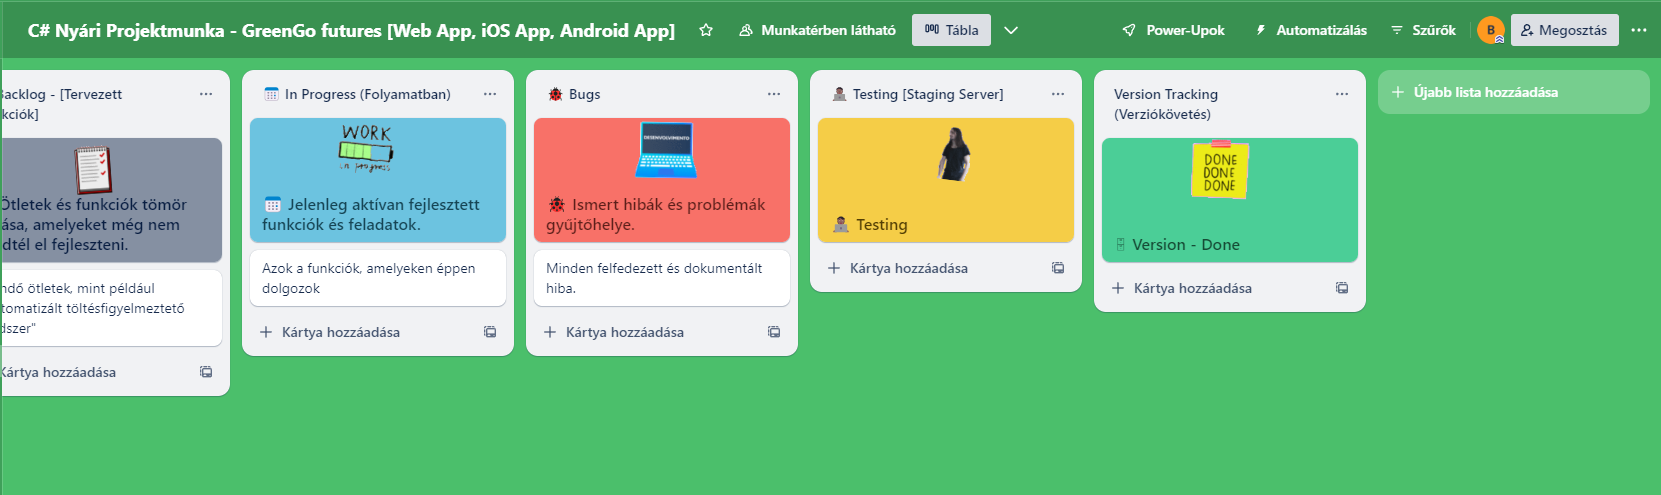 C# Nyári Projektmunka - GreenGo futures [Web App, iOS App, Android App]
Munkatérben látható
Tábla
Power-Upok
Automatizálás
Szűrők
B
Megosztás
Backlog - [Tervezett
kciók]
Ötletek és funkciók tömör
ása, amelyeket még nem
dtél el fejleszteni.
ndő ötletek, mint például
tomatizált töltésfigyelmeztető
dszer"
Kártya hozzáadása
In Progress (Folyamatban)
WORK
in progress
Jelenleg aktívan fejlesztett
funkciók és feladatok.
Azok a funkciók, amelyeken éppen
dolgozok
Kártya hozzáadása
Bugs
DESENVOLVIMENTO
Ismert hibák és problémák
gyűjtőhelye.
Minden felfedezett és dokumentált
hiba.
Kártya hozzáadása
Testing [Staging Server]
Testing
Kártya hozzáadása
Version Tracking
(Verziókövetés)
DONE
DONE
DONE
Version - Done
Kártya hozzáadása
Újabb lista hozzáadása